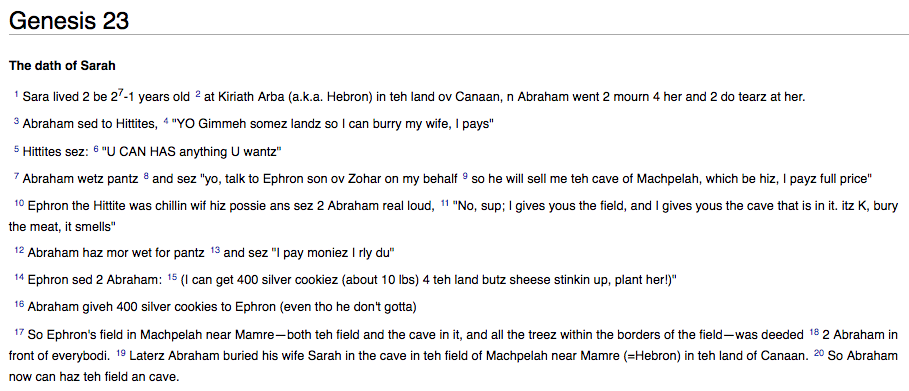 Genesis 23
The dath of Sarah
1 Sara lived 2 be 2⁷-1 years old 2 at Kiriath Arba (a.k.a. Hebron) in teh land ov Canaan, n Abraham went 2 mourn 4 her and 2 do tearz at her.
3 Abraham sed to Hittites, 4 "YO Gimmeh somez landz so I can burry my wife, I pays"
5 Hittites sez: 6 "U CAN HAS anything U wantz"
7 Abraham wetz pantz 8 and sez "yo, talk to Ephron son ov Zohar on my behalf 9 so he will sell me teh cave of Machpelah, which be hiz, I payz full price"
10 Ephron the Hittite was chillin wif hiz possie ans sez 2 Abraham real loud, 11 "No, sup; I gives yous the field, and I gives yous the cave that is in it. itz K, bury
the meat, it smells"
12 Abraham haz mor wet for pantz 13 and sez "I pay moniez I rly du"
14 Ephron sed 2 Abraham: 15 (I can get 400 silver cookiez (about 10 lbs) 4 teh land butz sheese stinkin up, plant her!)"
16 Abraham giveh 400 silver cookies to Ephron (even tho he don't gotta)
17 So Ephron's field in Machpelah near Mamre—both teh field and the cave in it, and all the treez within the borders of the field—was deeded 18 2 Abraham in
front of everybodi. 19 Laterz Abraham buried his wife Sarah in the cave in teh field of Machpelah near Mamre (=Hebron) in teh land of Canaan. 20 So Abraham
now can haz teh field an cave.